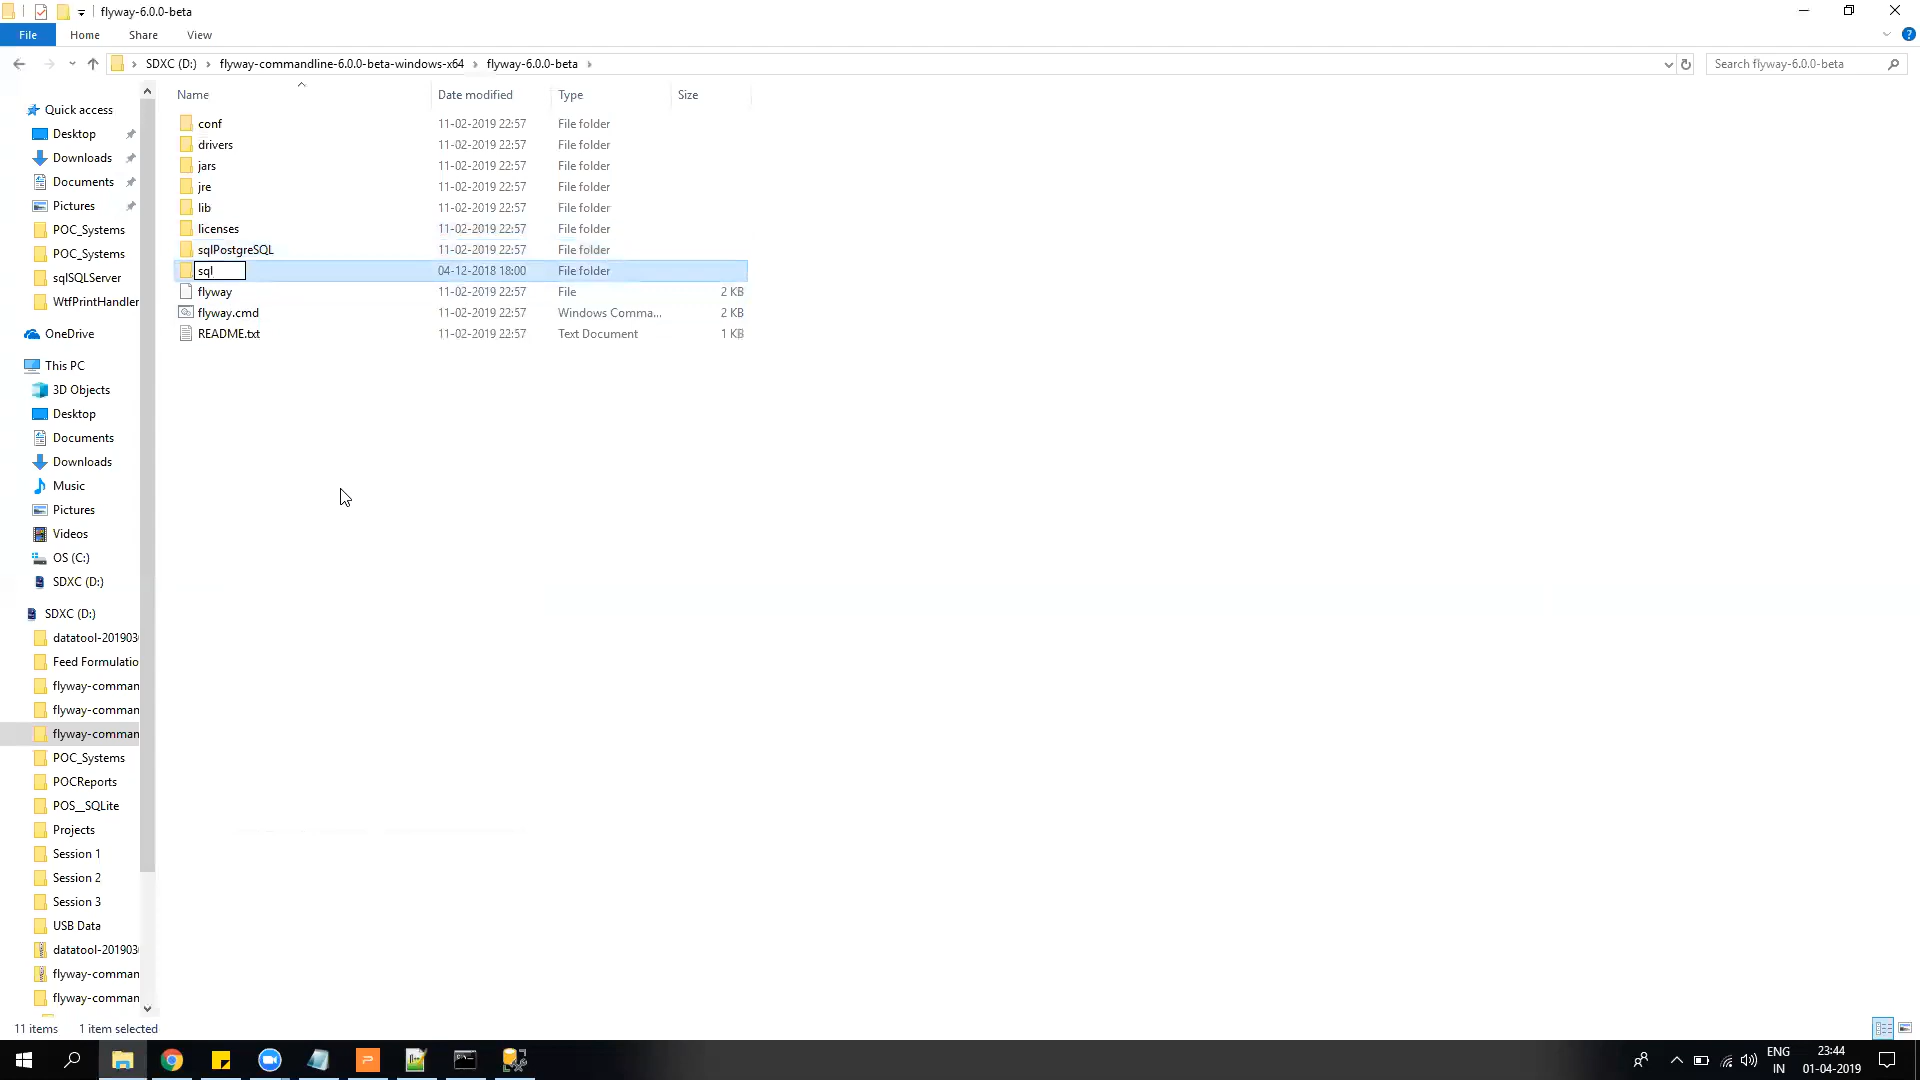 flyway-6.0.0-beta
File Home Share View
SDXC (D:) flyway-commandline-6.0.0-beta-windows-x64 flyway-6.0.0-beta
Search flyway-6.0.0-beta
Name Date modified Type Size
Quick access
Desktop
Downloads
Documents
Pictures
POC_Systems
POC_Systems
sqlSQLServer
WtfPrintHandler
OneDrive
This PC
3D Objects
Desktop
Documents
Downloads
Music
Pictures
Videos
OS (C:)
SDXC (D:)
SDXC (D:)
datatool-201903
Feed Formulatio
flyway-comman
flyway-comman
flyway-comman
POC_Systems
POCReports
POS__SQLite
Projects
Session 1
Session 2
Session 3
USB Data
datatool-201903
flyway-comman
flyway-comman
conf 11-02-2019 22:57 File folder
drivers 11-02-2019 22:57 File folder
jars 11-02-2019 22:57 File folder
jre 11-02-2019 22:57 File folder
lib 11-02-2019 22:57 File folder
licenses 11-02-2019 22:57 File folder
sqlPostgreSQL 11-02-2019 22:57 File folder
sql 04-12-2018 18:00 File folder
flyway 11-02-2019 22:57 File 2 KB
flyway.cmd 11-02-2019 22:57 Windows Comma... 2 KB
README.txt 11-02-2019 22:57 Text Document 1 KB
11 items 1 item selected
ENG 23:44
IN 01-04-2019